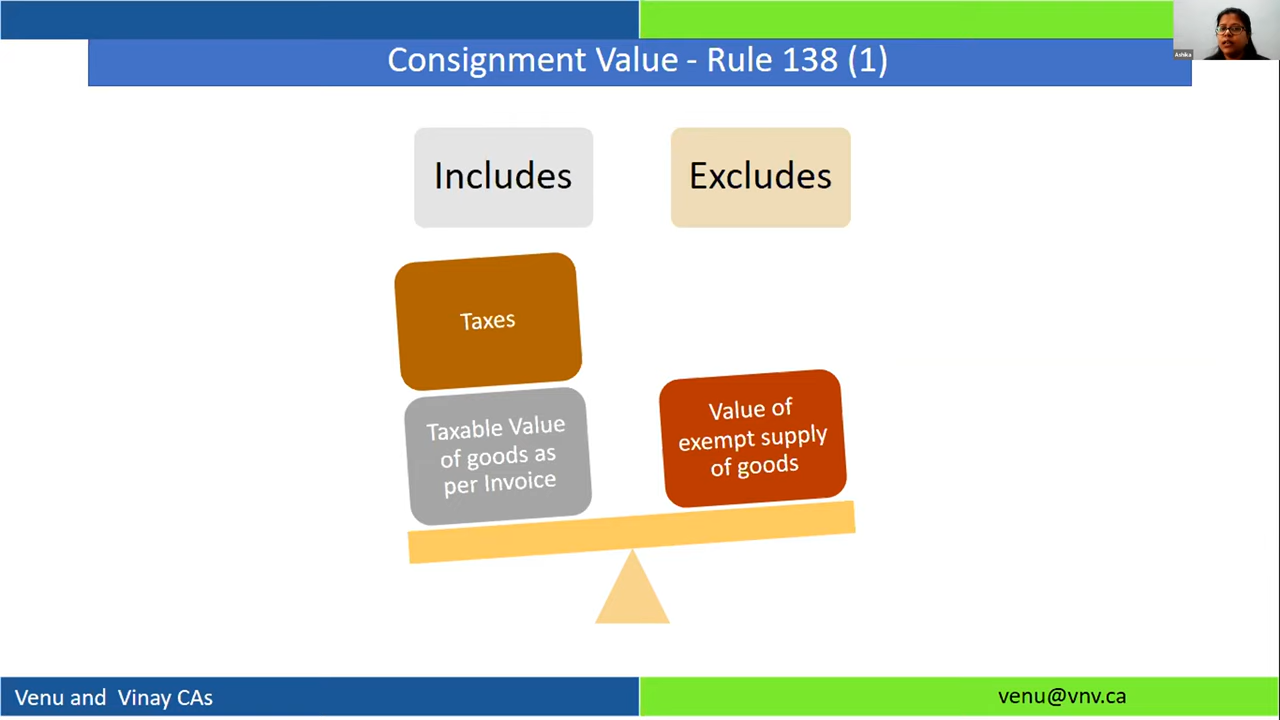 Consignment Value - Rule 138 (1)
Ashika
Includes
Excludes
Taxes
Taxable Value
of goods as
per Invoice
Value of
exempt supply
of goods
Venu and Vinay CAs
venu@vnv.ca